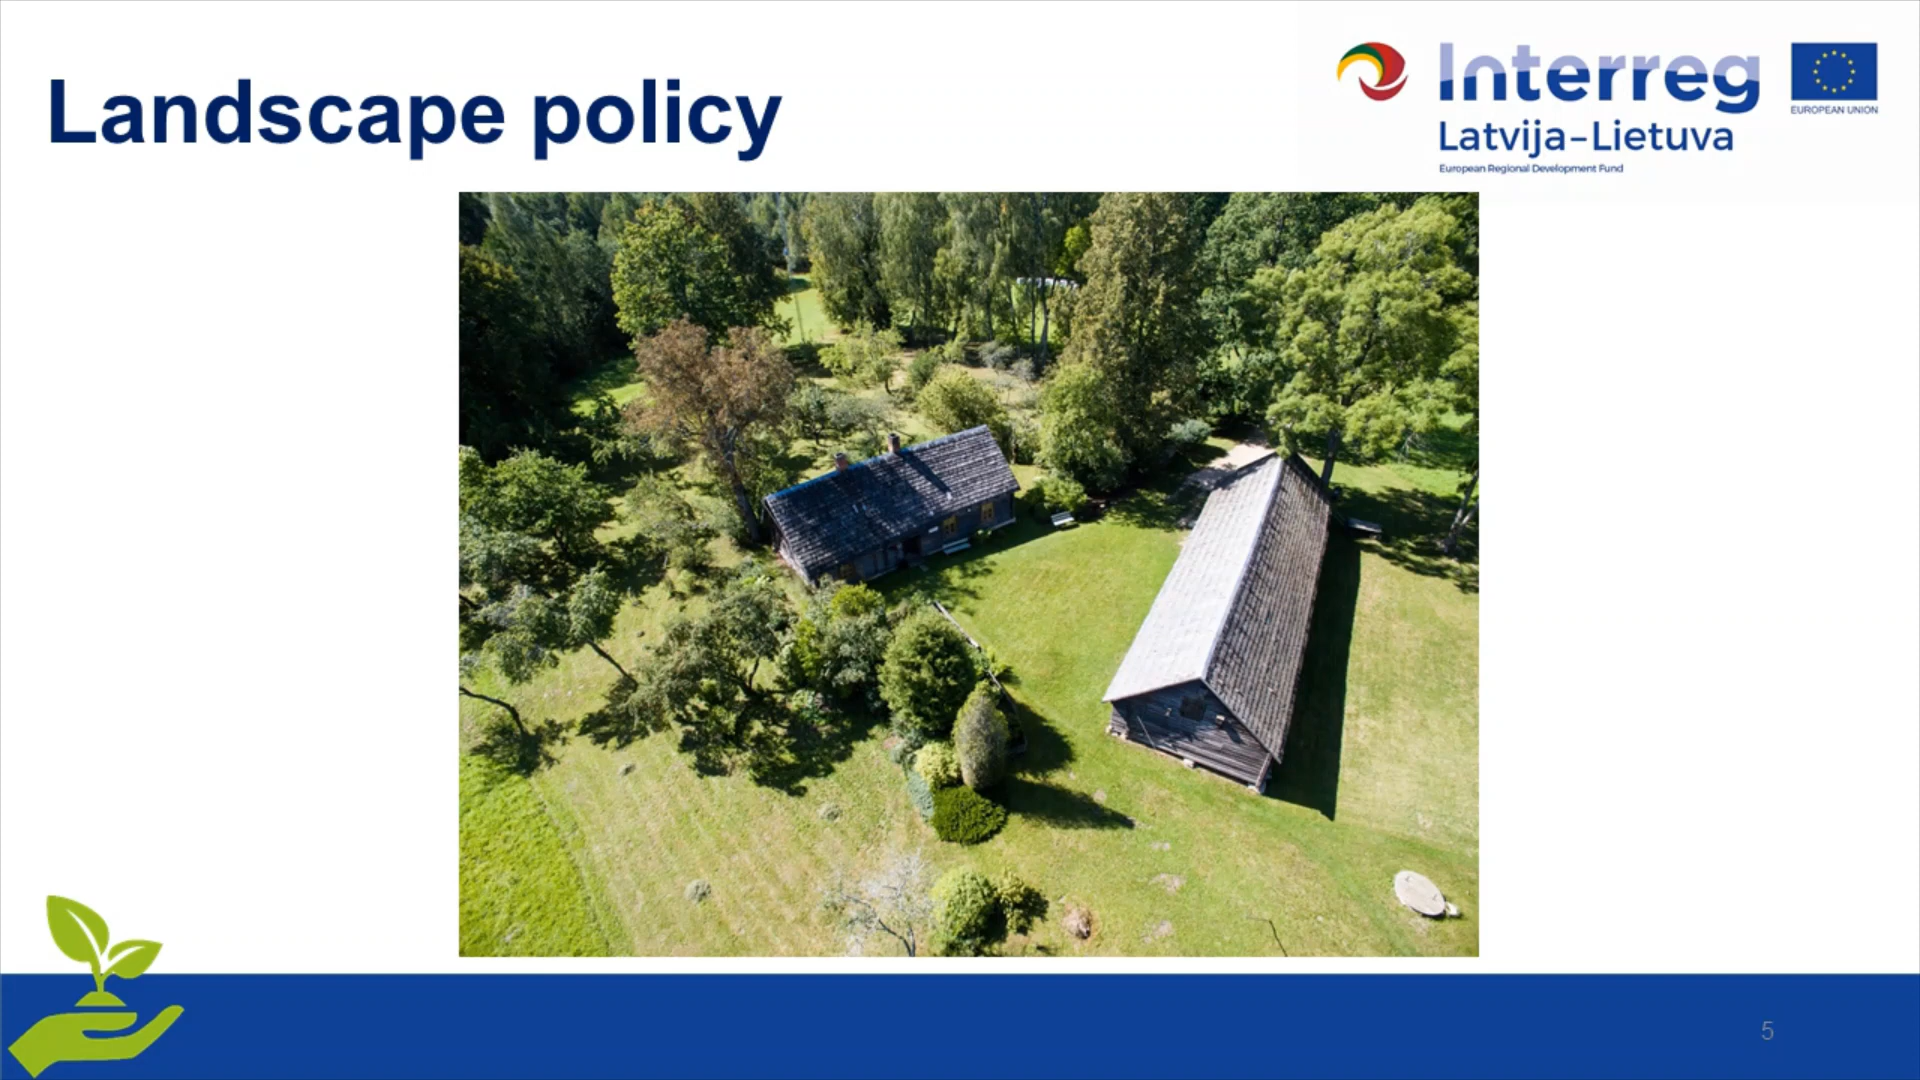 Landscape policy
Interreg
EUROPEAN UNION
Latvija–Lietuva
European Regional Development Fund
5